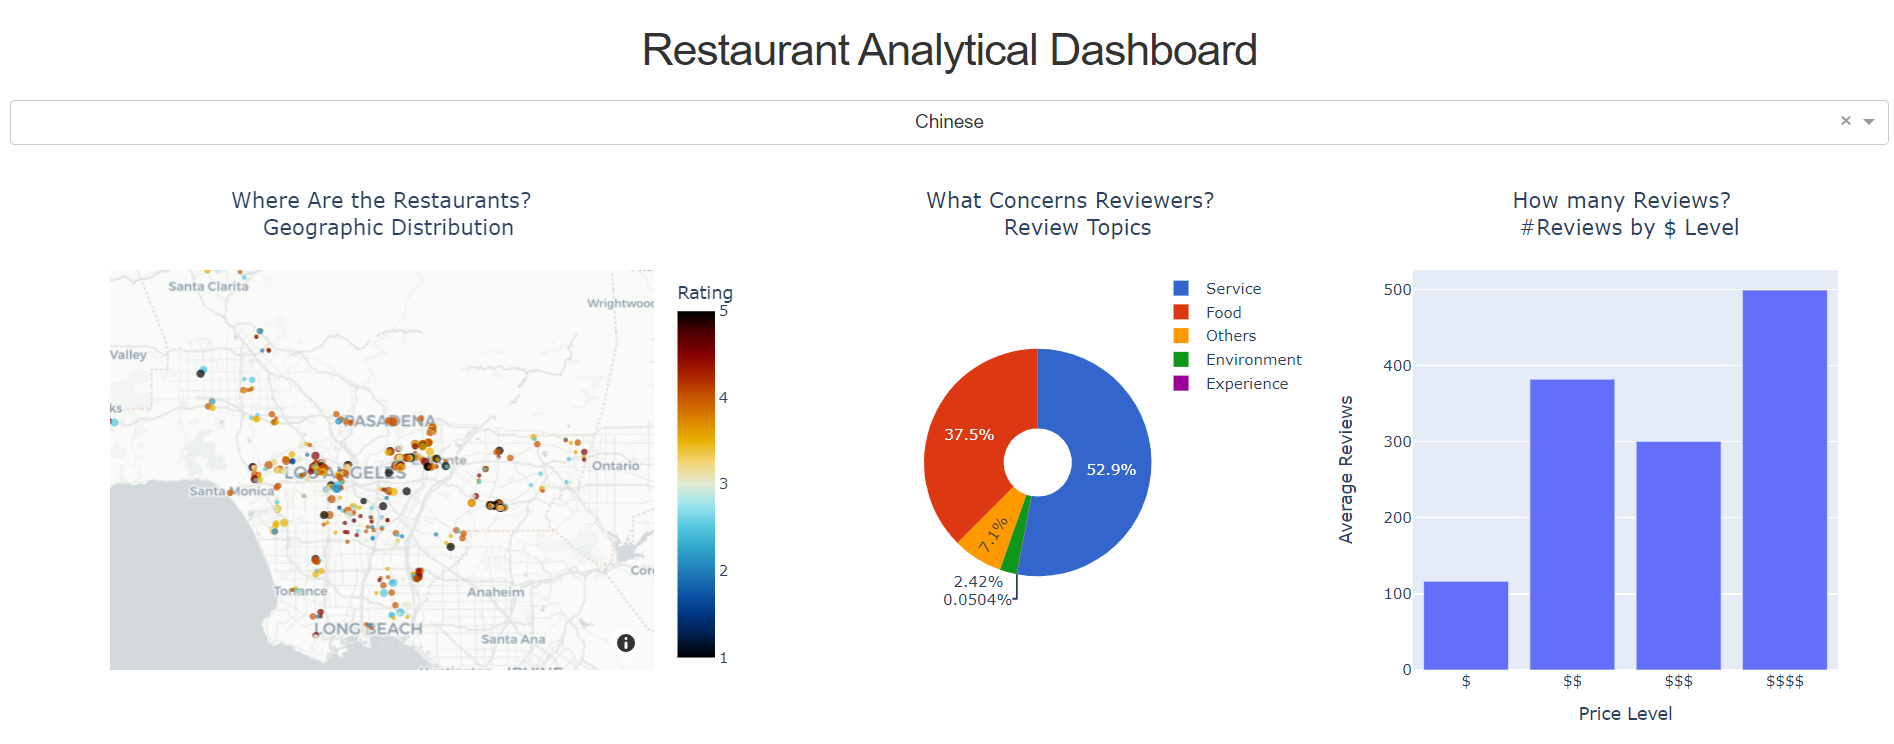 Restaurant Analytical Dashboard
Chinese
×
Where Are the Restaurants?
Geographic Distribution
Santa Clarita
Wrightwood
Valley
ks
PASADENA
LOS ANGELES
Ontario
Santa Monica
Torrance
Anaheim
LONG BEACH
Santa Ana
IRVINE
Rating
5
4
3
2
1
What Concerns Reviewers?
Review Topics
Service
Food
Others
Environment
Experience
37.5%
52.9%
7.1%
2.42%
0.0504%
How many Reviews?
#Reviews by $ Level
Average Reviews
500
400
300
200
100
0
$
$$
$$$
$$$$
Price Level